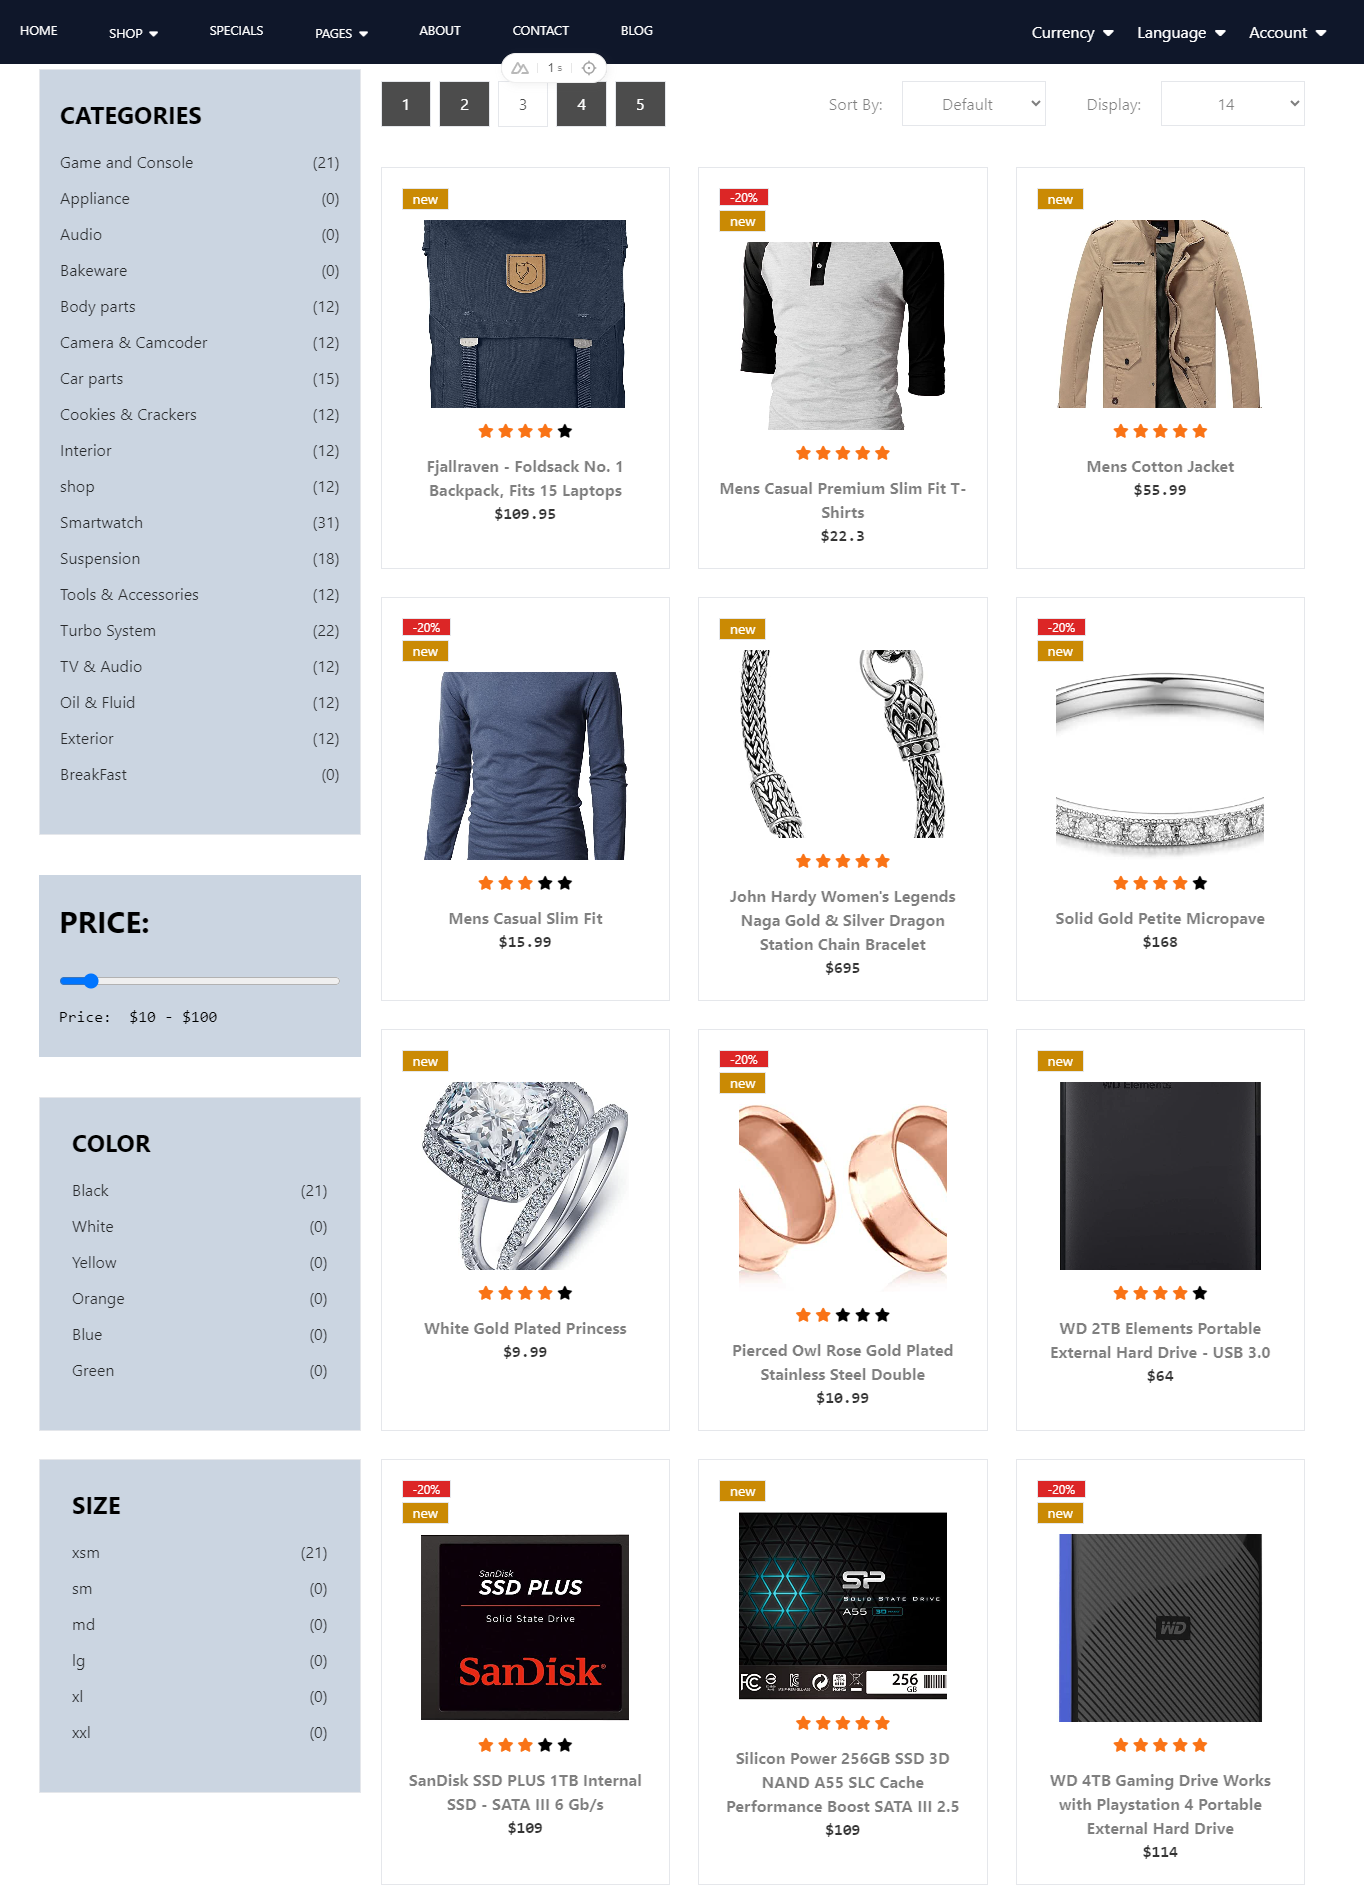 HOME SHOP SPECIALS PAGES ABOUT CONTACT BLOG Currency Language Account
1 s
CATEGORIES
Game and Console (21)
Appliance (0)
Audio (0)
Bakeware (0)
Body parts (12)
Camera & Camcoder (12)
Car parts (15)
Cookies & Crackers (12)
Interior (12)
shop (12)
Smartwatch (31)
Suspension (18)
Tools & Accessories (12)
Turbo System (22)
TV & Audio (12)
Oil & Fluid (12)
Exterior (12)
BreakFast (0)
PRICE:
Price: $10 - $100
COLOR
Black (21)
White (0)
Yellow (0)
Orange (0)
Blue (0)
Green (0)
SIZE
xsm (21)
sm (0)
md (0)
lg (0)
xl (0)
xxl (0)
1 2 3 4 5 Sort By: Default Display: 14
new
Fjallraven - Foldsack No. 1
Backpack, Fits 15 Laptops
$109.95
-20%
new
Mens Casual Premium Slim Fit T-
Shirts
$22.3
new
Mens Cotton Jacket
$55.99
-20%
new
Mens Casual Slim Fit
$15.99
new
John Hardy Women's Legends
Naga Gold & Silver Dragon
Station Chain Bracelet
$695
-20%
new
Solid Gold Petite Micropave
$168
new
White Gold Plated Princess
$9.99
-20%
new
Pierced Owl Rose Gold Plated
Stainless Steel Double
$10.99
new
WD Elements
WD 2TB Elements Portable
External Hard Drive - USB 3.0
$64
-20%
new
SanDisk
SSD PLUS
Solid State Drive
SanDisk
SanDisk SSD PLUS 1TB Internal
SSD - SATA III 6 Gb/s
$109
new
SP
SOLID STATE DRIVE
A55
FC
256
GB
Silicon Power 256GB SSD 3D
NAND A55 SLC Cache
Performance Boost SATA III 2.5
$109
-20%
new
WD
WD 4TB Gaming Drive Works
with Playstation 4 Portable
External Hard Drive
$114